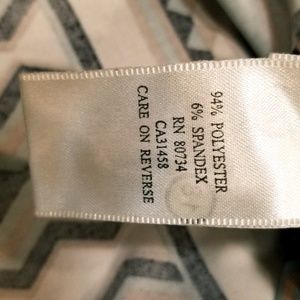 94% POLYESTER
6% SPANDEX
RN 80734
CA31458
CARE ON REVERSE